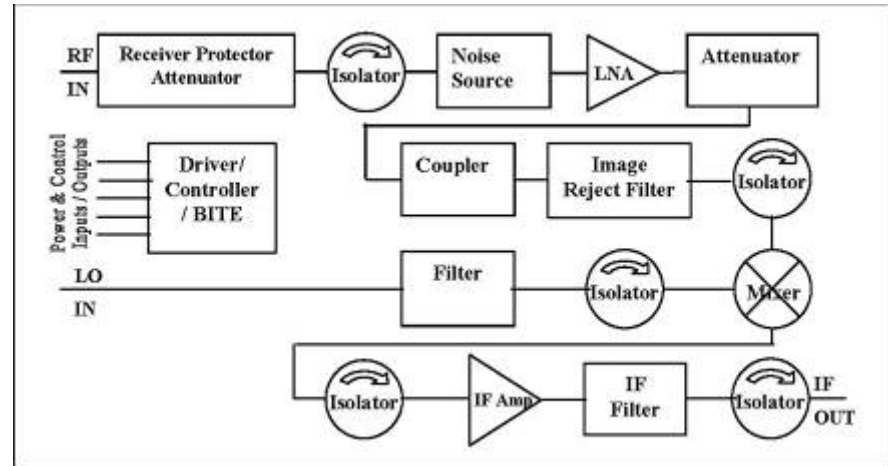 RF
IN
Receiver Protector
Attenuator
Isolator
Noise
Source
LNA
Attenuator
Power & Control
Inputs / Outputs
Driver/
Controller
/ BITE
Coupler
Image
Reject Filter
Isolator
LO
IN
Filter
Isolator
Mixer
Isolator
IF Amp
IF
Filter
Isolator
IF
OUT